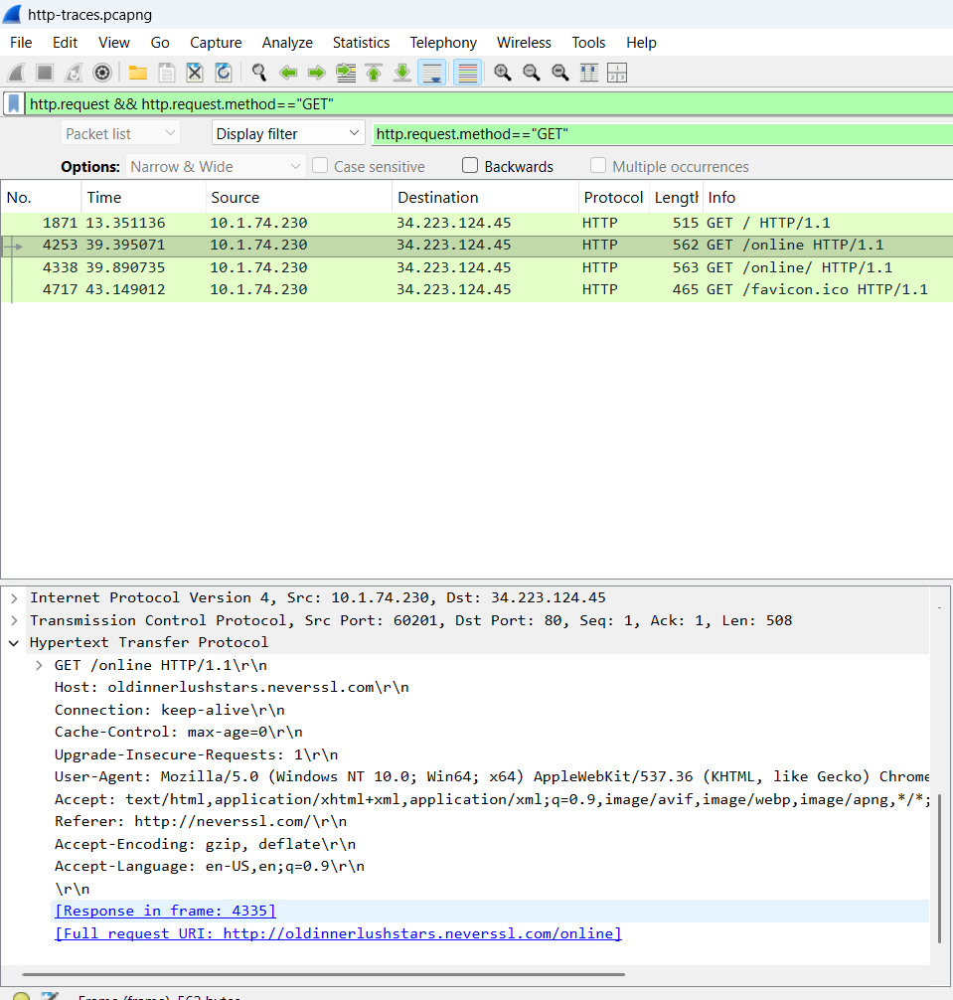 http-traces.pcapng
File Edit View Go Capture Analyze Statistics Telephony Wireless Tools Help
http.request && http.request.method=="GET"
Packet list Display filter http.request.method=="GET"
Options: Narrow & Wide Case sensitive Backwards Multiple occurrences
No. Time Source Destination Protocol Length Info
1871 13.351136 10.1.74.230 34.223.124.45 HTTP 515 GET / HTTP/1.1
4253 39.395071 10.1.74.230 34.223.124.45 HTTP 562 GET /online HTTP/1.1
4338 39.890735 10.1.74.230 34.223.124.45 HTTP 563 GET /online/ HTTP/1.1
4717 43.149012 10.1.74.230 34.223.124.45 HTTP 465 GET /favicon.ico HTTP/1.1
Internet Protocol Version 4, Src: 10.1.74.230, Dst: 34.223.124.45
Transmission Control Protocol, Src Port: 60201, Dst Port: 80, Seq: 1, Ack: 1, Len: 508
Hypertext Transfer Protocol
GET /online HTTP/1.1\r\n
Host: oldinnerlushstars.neverssl.com\r\n
Connection: keep-alive\r\n
Cache-Control: max-age=0\r\n
Upgrade-Insecure-Requests: 1\r\n
User-Agent: Mozilla/5.0 (Windows NT 10.0; Win64; x64) AppleWebKit/537.36 (KHTML, like Gecko) Chrome
Accept: text/html,application/xhtml+xml,application/xml;q=0.9,image/avif,image/webp,image/apng,*/*;
Referer: http://neverssl.com/\r\n
Accept-Encoding: gzip, deflate\r\n
Accept-Language: en-US,en;q=0.9\r\n
\r\n
[Response in frame: 4335]
[Full request URI: http://oldinnerlushstars.neverssl.com/online]
Frame (frame), 562 bytes